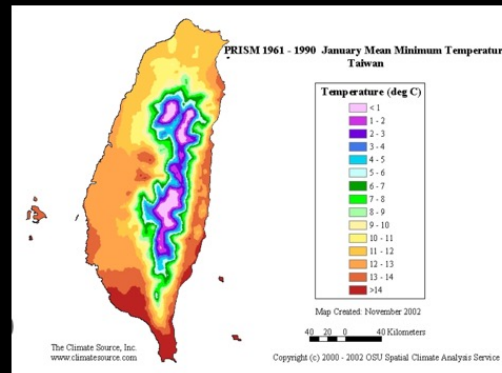 PRISM 1961 - 1990 January Mean Minimum Temperatur
Taiwan
Temperature (deg C)
< 1
1 - 2
2 - 3
3 - 4
4 - 5
5 - 6
6 - 7
7 - 8
8 - 9
9 - 10
10 - 11
11 - 12
12 - 13
13 - 14
>14
Map Created: November 2002
40 20 0 40 Kilometers
The Climate Source, Inc.
www.climatesource.com
Copyright (c) 2000 - 2002 OSU Spatial Climate Analysis Service